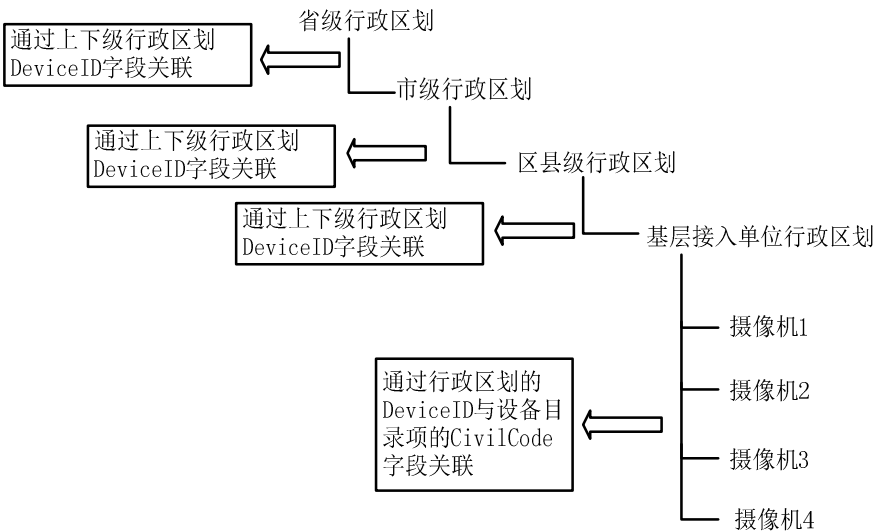 省级行政区划
通过上下级行政区划
DeviceID字段关联
市级行政区划
通过上下级行政区划
DeviceID字段关联
区县级行政区划
通过上下级行政区划
DeviceID字段关联
基层接入单位行政区划
摄像机1
通过行政区划的
DeviceID与设备目
录项的CivilCode
字段关联
摄像机2
摄像机3
摄像机4